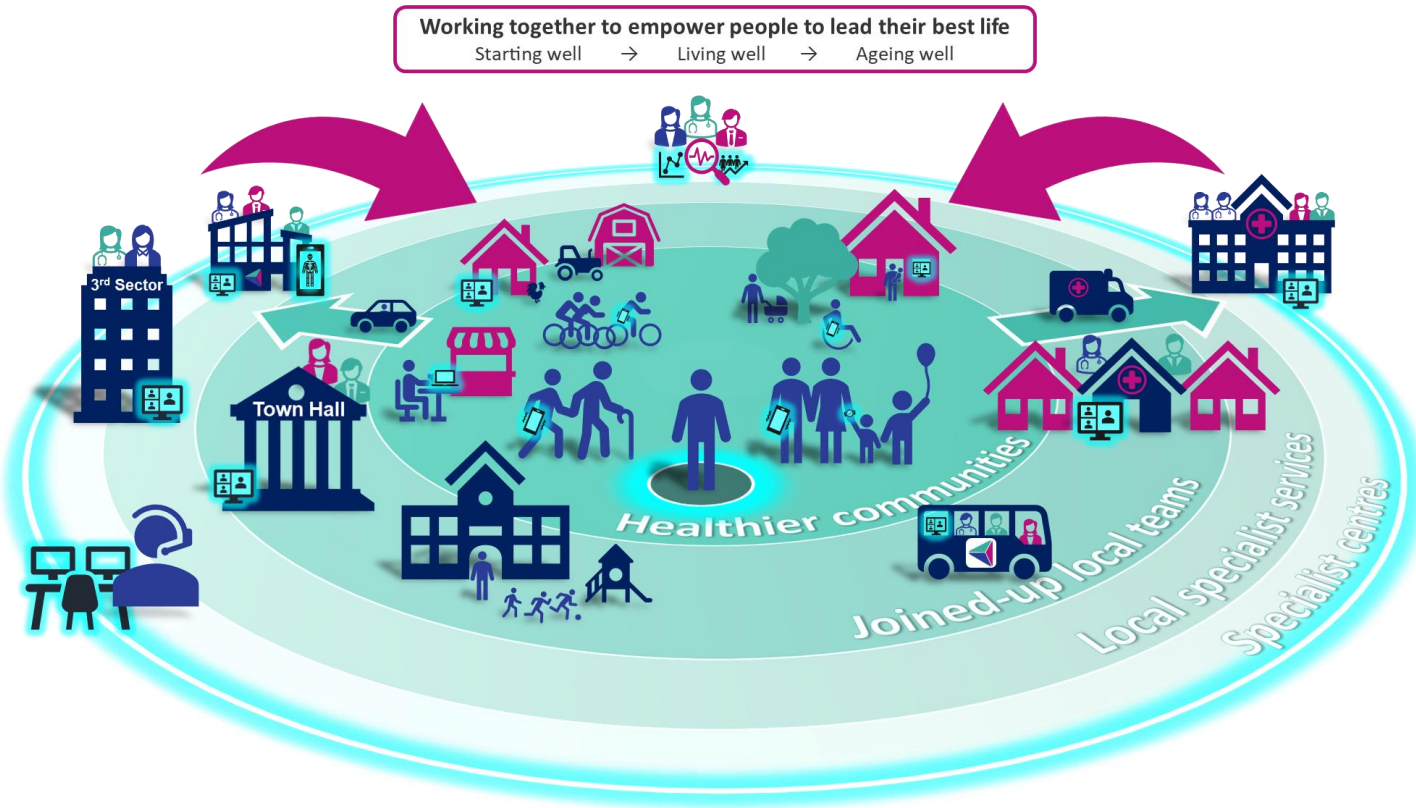 Working together to empower people to lead their best life
Starting well → Living well → Ageing well
3rd Sector
Town Hall
Healthier communities
Joined-up local teams
Local specialist services
Specialist centres